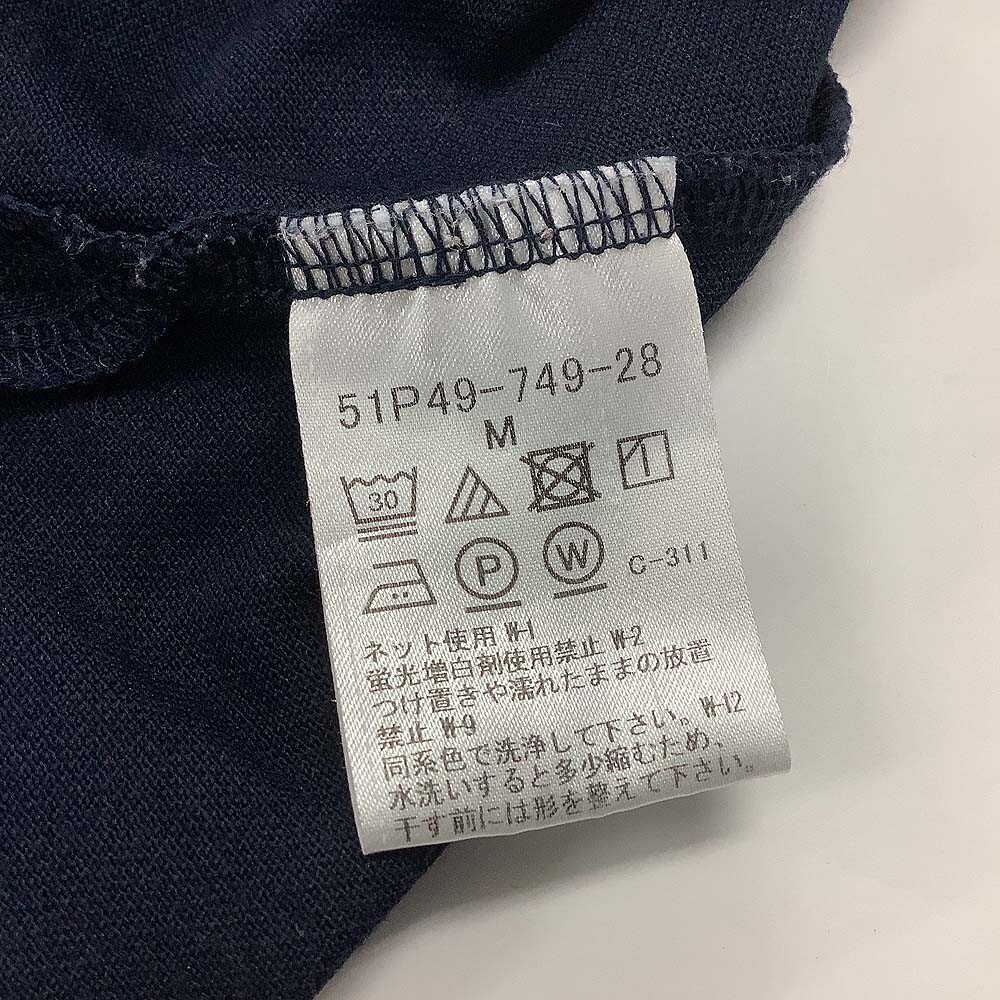 51P49-749-28
M
30
P W C-311
ネット使用 W-1
蛍光増白剤使用禁止 W-2
つけ置きや濡れたままの放置
禁止 W-9
同系色で洗浄して下さい。W-12
水洗いすると多少縮むため、
干す前には形を整えて下さい。